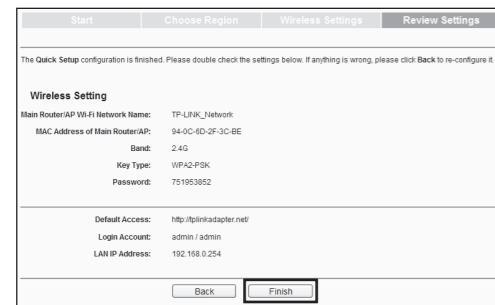 Start Choose Region Wireless Settings Review Settings
The Quick Setup configuration is finished. Please double check the settings below. If anything is wrong, please click Back to re-configure it.
Wireless Setting
Main Router/AP Wi-Fi Network Name: TP-LINK_Network
MAC Address of Main Router/AP: 94-0C-6D-2F-3C-BE
Band: 2.4G
Key Type: WPA2-PSK
Password: 751953852
Default Access: http://tplinkadapter.net/
Login Account: admin / admin
LAN IP Address: 192.168.0.254
Back Finish